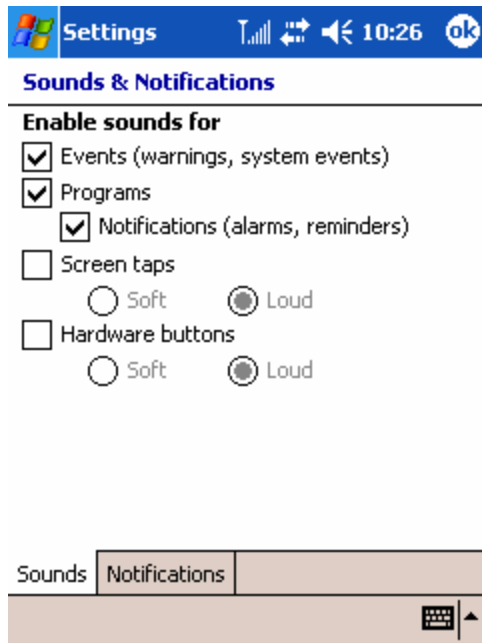 Settings 10:26 ok
Sounds & Notifications
Enable sounds for
Events (warnings, system events)
Programs
Notifications (alarms, reminders)
Screen taps
Soft Loud
Hardware buttons
Soft Loud
Sounds Notifications